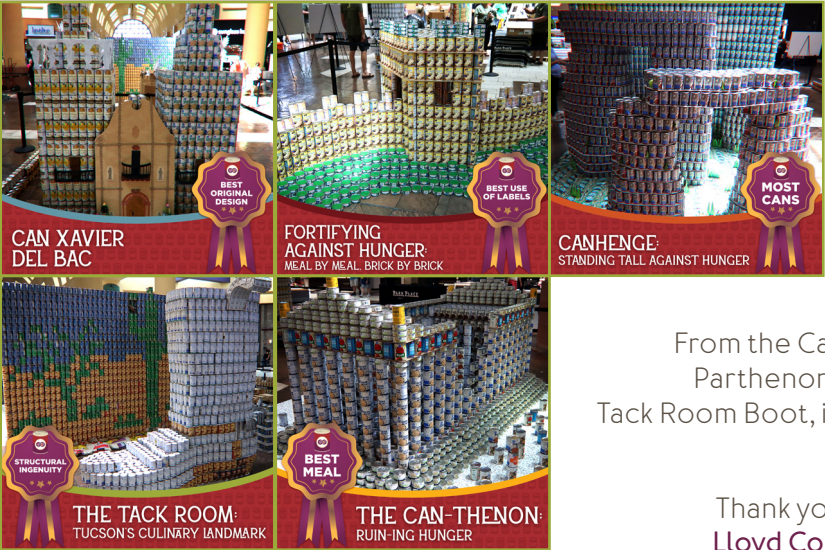 BEST
ORIGINAL
DESIGN
CAN XAVIER
DEL BAC
BEST USE
OF LABELS
FORTIFYING
AGAINST HUNGER:
MEAL BY MEAL, BRICK BY BRICK
MOST
CANS
CANHENGE:
STANDING TALL AGAINST HUNGER
STRUCTURAL
INGENUITY
THE TACK ROOM:
TUCSON'S CULINARY LANDMARK
PARK PLACE
BEST
MEAL
THE CAN-THENON:
RUIN-ING HUNGER
From the Ca
Parthenon
Tack Room Boot, i
Thank yo
Lloyd Co